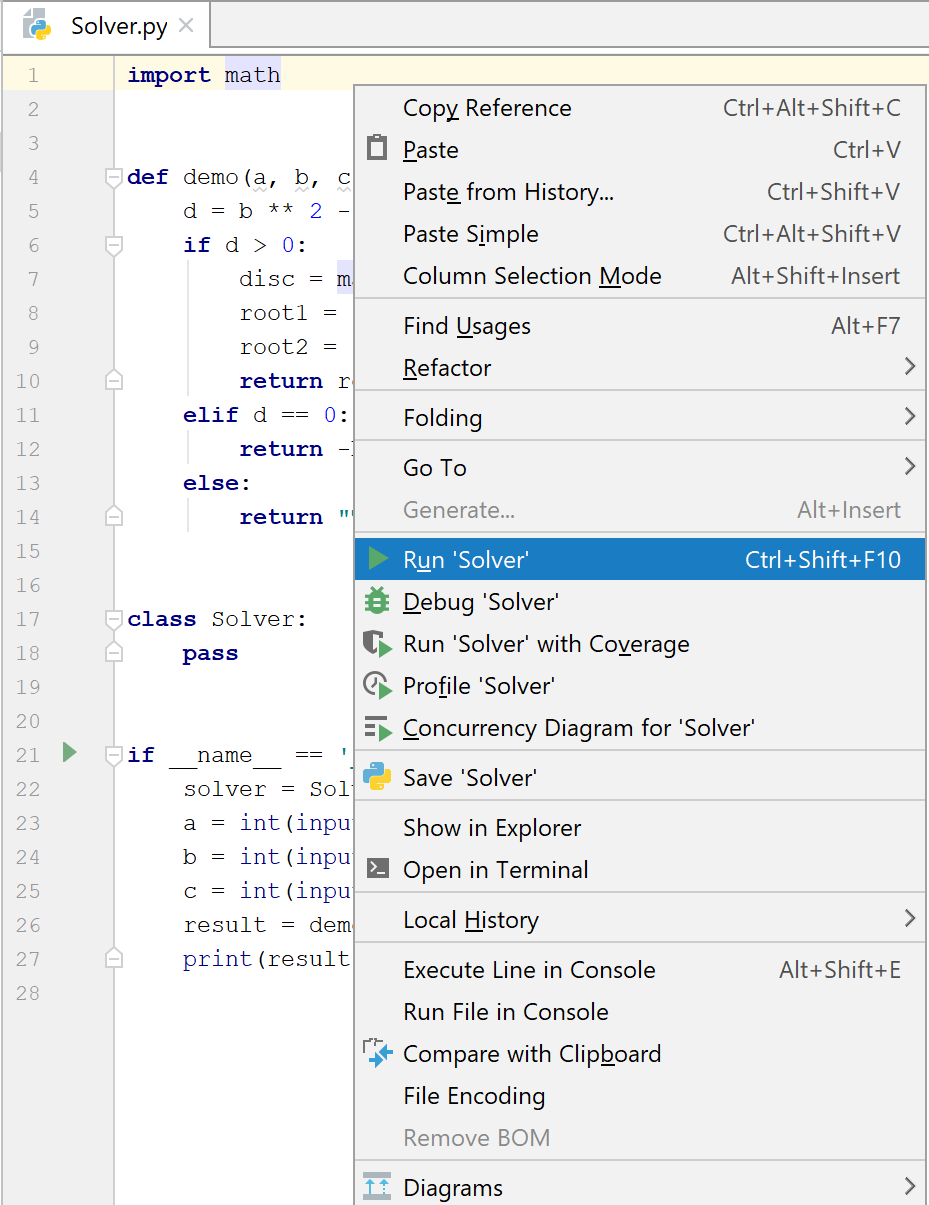 Solver.py
1 import math
2
3
4 def demo(a, b, c
5 d = b ** 2 -
6 if d > 0:
7 disc = m
8 root1 =
9 root2 =
10 return r
11 elif d == 0:
12 return -
13 else:
14 return "
15
16
17 class Solver:
18 pass
19
20
21 if __name__ == '
22 solver = Sol
23 a = int(inpu
24 b = int(inpu
25 c = int(inpu
26 result = dem
27 print(result
28
Copy Reference Ctrl+Alt+Shift+C
Paste Ctrl+V
Paste from History... Ctrl+Shift+V
Paste Simple Ctrl+Alt+Shift+V
Column Selection Mode Alt+Shift+Insert
Find Usages Alt+F7
Refactor
Folding
Go To
Generate... Alt+Insert
Run 'Solver' Ctrl+Shift+F10
Debug 'Solver'
Run 'Solver' with Coverage
Profile 'Solver'
Concurrency Diagram for 'Solver'
Save 'Solver'
Show in Explorer
Open in Terminal
Local History
Execute Line in Console Alt+Shift+E
Run File in Console
Compare with Clipboard
File Encoding
Remove BOM
Diagrams